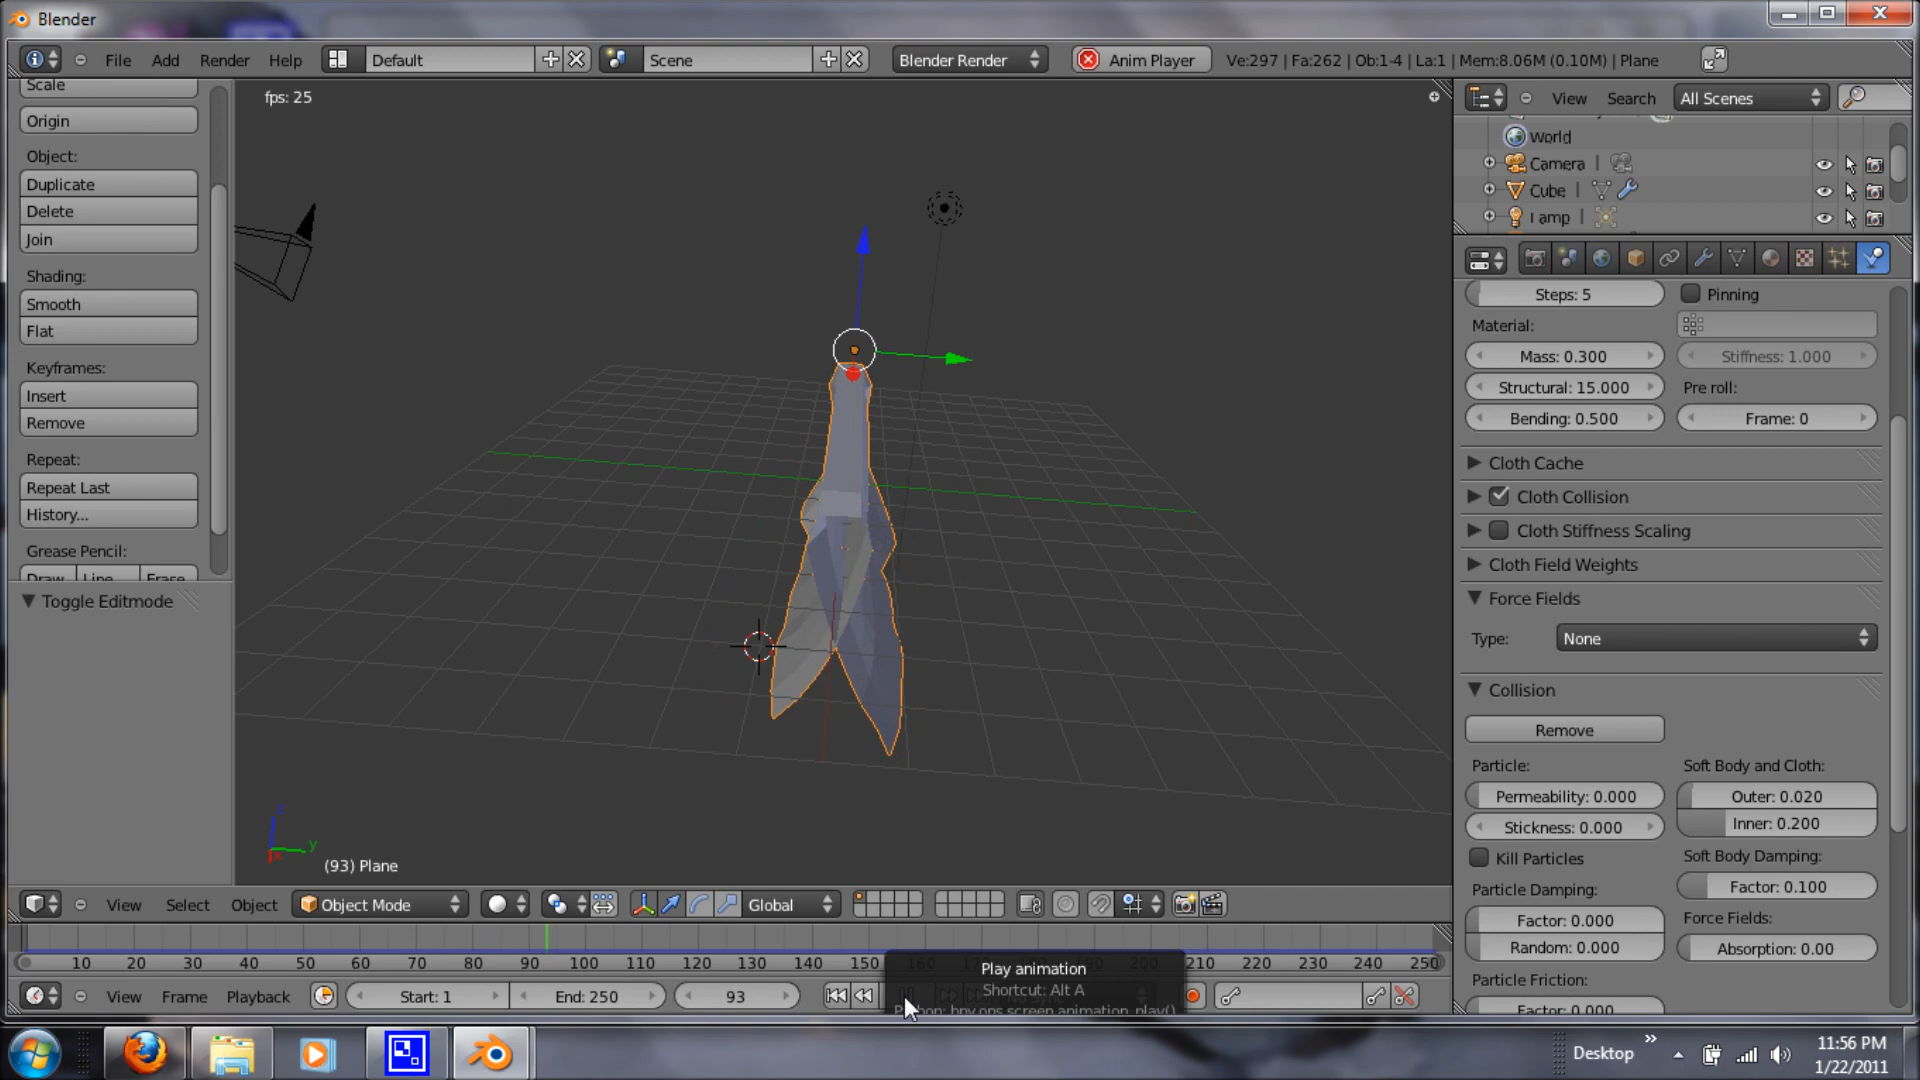 Blender
File Add Render Help Default Scene Blender Render Anim Player Ve:297 | Fa:262 | Ob:1-4 | La:1 | Mem:8.06M (0.10M) | Plane
Scale
Origin
Object:
Duplicate
Delete
Join
Shading:
Smooth
Flat
Keyframes:
Insert
Remove
Repeat:
Repeat Last
History...
Grease Pencil:
Draw Line Erase
Toggle Editmode
fps: 25
z
y
x
(93) Plane
View Search All Scenes
World
Camera
Cube
Lamp
Steps: 5 Pinning
Material:
Mass: 0.300 Stiffness: 1.000
Structural: 15.000 Pre roll:
Bending: 0.500 Frame: 0
Cloth Cache
Cloth Collision
Cloth Stiffness Scaling
Cloth Field Weights
Force Fields
Type: None
Collision
Remove
Particle: Soft Body and Cloth:
Permeability: 0.000 Outer: 0.020
Stickness: 0.000 Inner: 0.200
Kill Particles Soft Body Damping:
Particle Damping: Factor: 0.100
Factor: 0.000 Force Fields:
Random: 0.000 Absorption: 0.00
Particle Friction:
Factor: 0.000
View Select Object Object Mode Global
10 20 30 40 50 60 70 80 90 100 110 120 130 140 150 210 220 230 240 250
View Frame Playback Start: 1 End: 250 93
Play animation
Shortcut: Alt A
bpy.ops.screen.animation_play()
Desktop
11:56 PM
1/22/2011